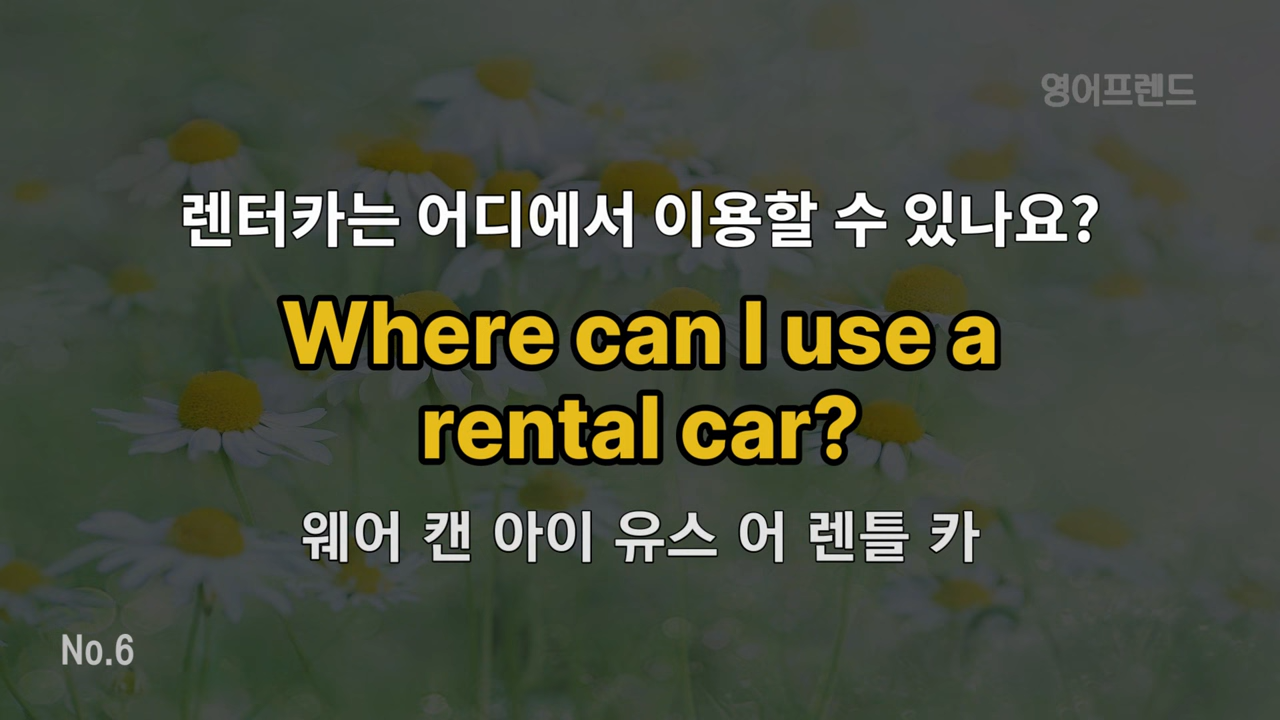 영어프렌드
렌터카는 어디에서 이용할 수 있나요?
Where can I use a
rental car?
웨어 캔 아이 유스 어 렌틀 카
No.6